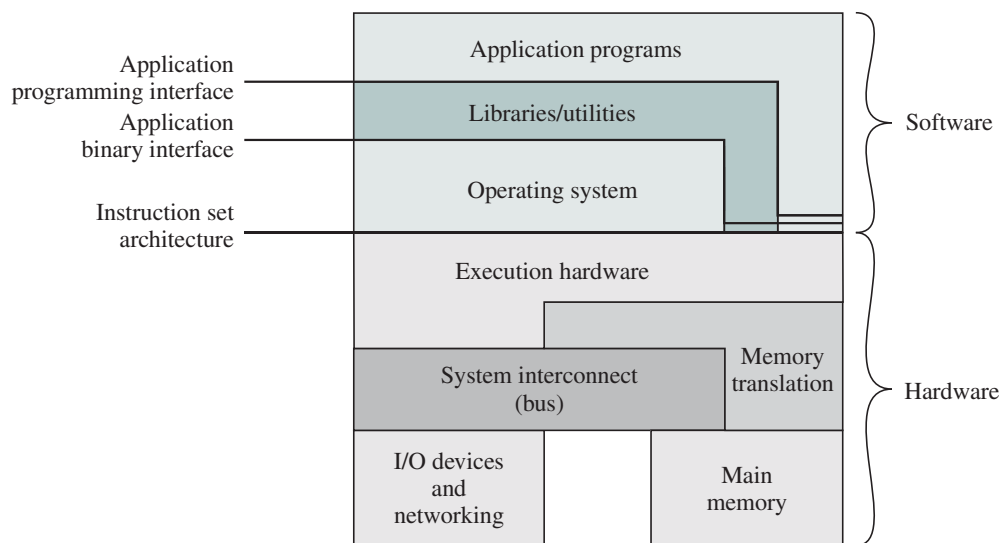 Application programs
Application
programming interface
Libraries/utilities
Application
binary interface
Software
Operating system
Instruction set
architecture
Execution hardware
Memory
translation
System interconnect
(bus)
Hardware
I/O devices
and
networking
Main
memory